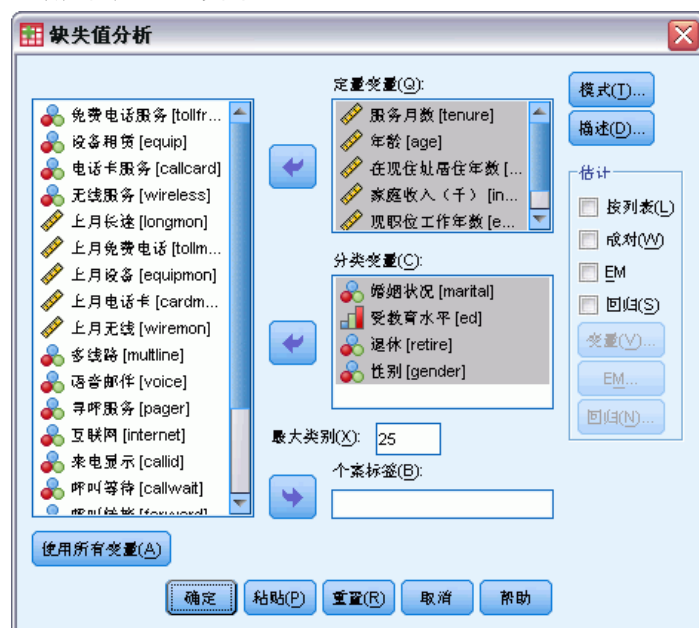 缺失值分析
免费电话服务 [tollfr...
设备租赁 [equip]
电话卡服务 [callcard]
无线服务 [wireless]
上月长途 [longmon]
上月免费电话 [tollm...
上月设备 [equipmon]
上月电话卡 [cardm...
上月无线 [wiremon]
多线路 [multline]
语音邮件 [voice]
寻呼服务 [pager]
互联网 [internet]
来电显示 [callid]
呼叫等待 [callwait]
呼叫转移 [forward]
使用所有变量(A)
定量变量(Q):
服务月数 [tenure]
年龄 [age]
在现住址居住年数 [...
家庭收入（千） [in...
现职位工作年数 [e...
分类变量(C):
婚姻状况 [marital]
受教育水平 [ed]
退休 [retire]
性别 [gender]
最大类别(X): 25
个案标签(B):
模式(T)...
描述(D)...
估计
按列表(L)
成对(W)
EM
回归(S)
变量(V)...
EM...
回归(N)...
确定 粘贴(P) 重置(R) 取消 帮助